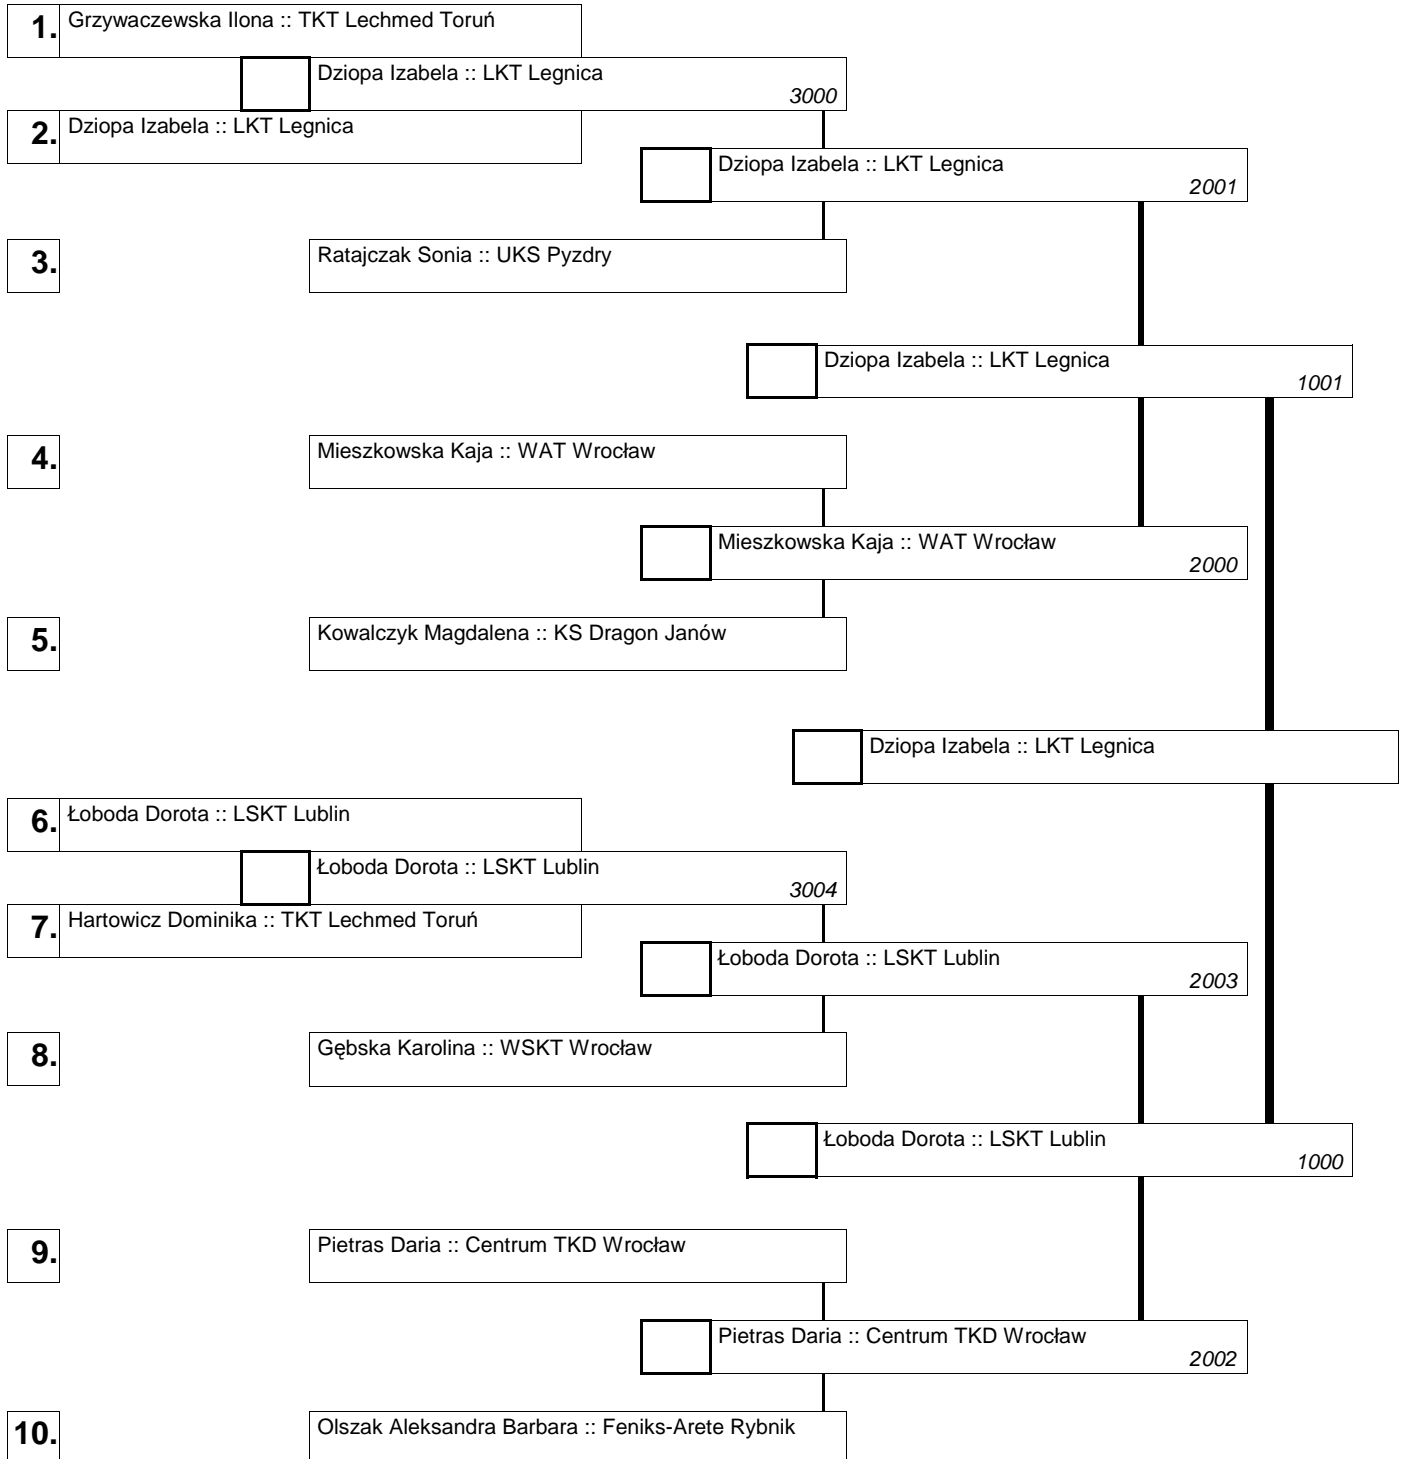 1. Grzywaczewska Ilona :: TKT Lechmed Toruń
Dziopa Izabela :: LKT Legnica
3000
2. Dziopa Izabela :: LKT Legnica
Dziopa Izabela :: LKT Legnica
2001
3. Ratajczak Sonia :: UKS Pyzdry
Dziopa Izabela :: LKT Legnica
1001
4. Mieszkowska Kaja :: WAT Wrocław
Mieszkowska Kaja :: WAT Wrocław
2000
5. Kowalczyk Magdalena :: KS Dragon Janów
Dziopa Izabela :: LKT Legnica
6. Łoboda Dorota :: LSKT Lublin
Łoboda Dorota :: LSKT Lublin
3004
7. Hartowicz Dominika :: TKT Lechmed Toruń
Łoboda Dorota :: LSKT Lublin
2003
8. Gębska Karolina :: WSKT Wrocław
Łoboda Dorota :: LSKT Lublin
1000
9. Pietras Daria :: Centrum TKD Wrocław
Pietras Daria :: Centrum TKD Wrocław
2002
10. Olszak Aleksandra Barbara :: Feniks-Arete Rybnik